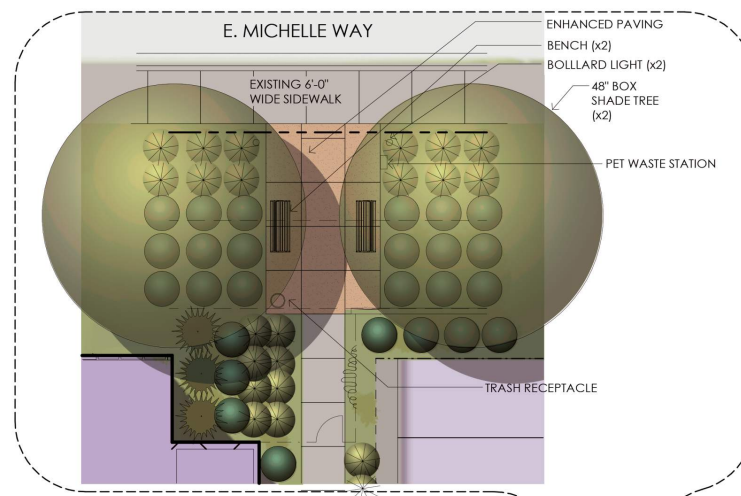 E. MICHELLE WAY
EXISTING 6'-0"
WIDE SIDEWALK
ENHANCED PAVING
BENCH (x2)
BOLLLARD LIGHT (x2)
48" BOX
SHADE TREE
(x2)
PET WASTE STATION
TRASH RECEPTACLE